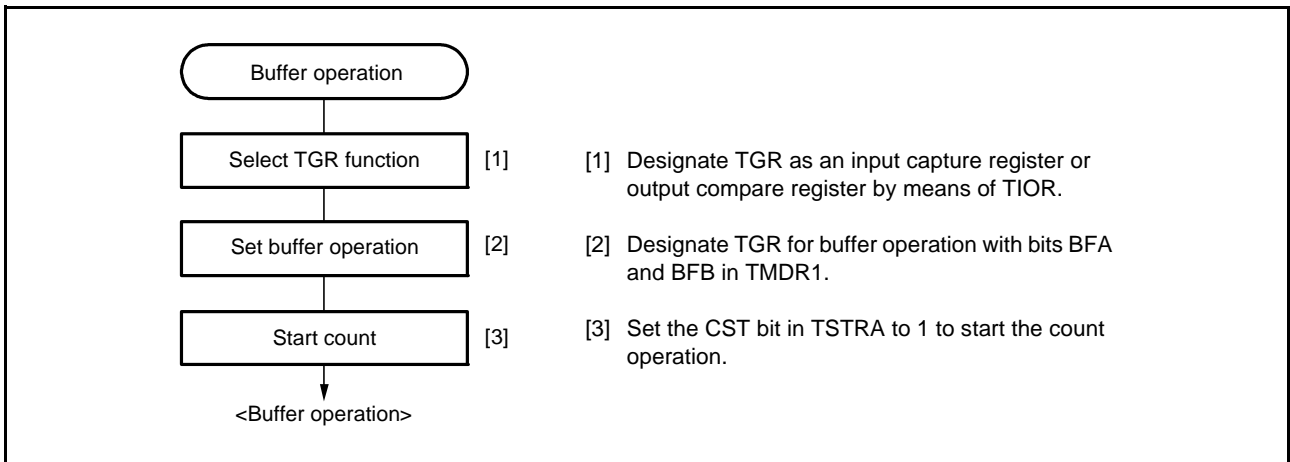 Buffer operation
Select TGR function [1]
[1] Designate TGR as an input capture register or
output compare register by means of TIOR.
Set buffer operation [2]
[2] Designate TGR for buffer operation with bits BFA
and BFB in TMDR1.
Start count [3]
[3] Set the CST bit in TSTRA to 1 to start the count
operation.
<Buffer operation>